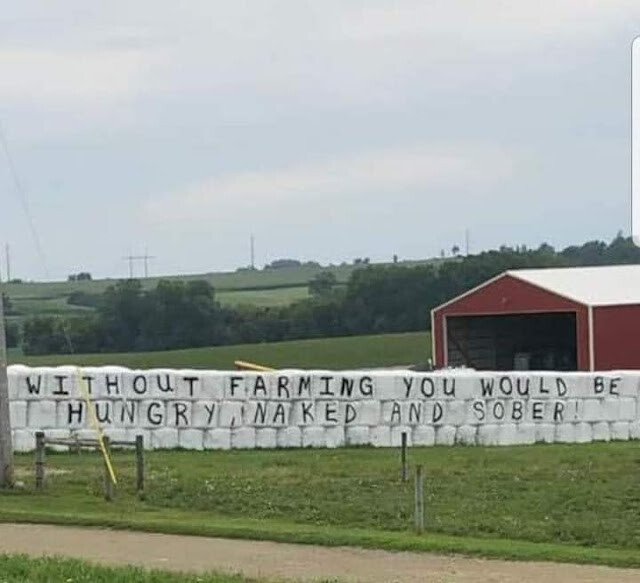 WITHOUT FARMING YOU WOULD BE
HUNGRY, NAKED AND SOBER!